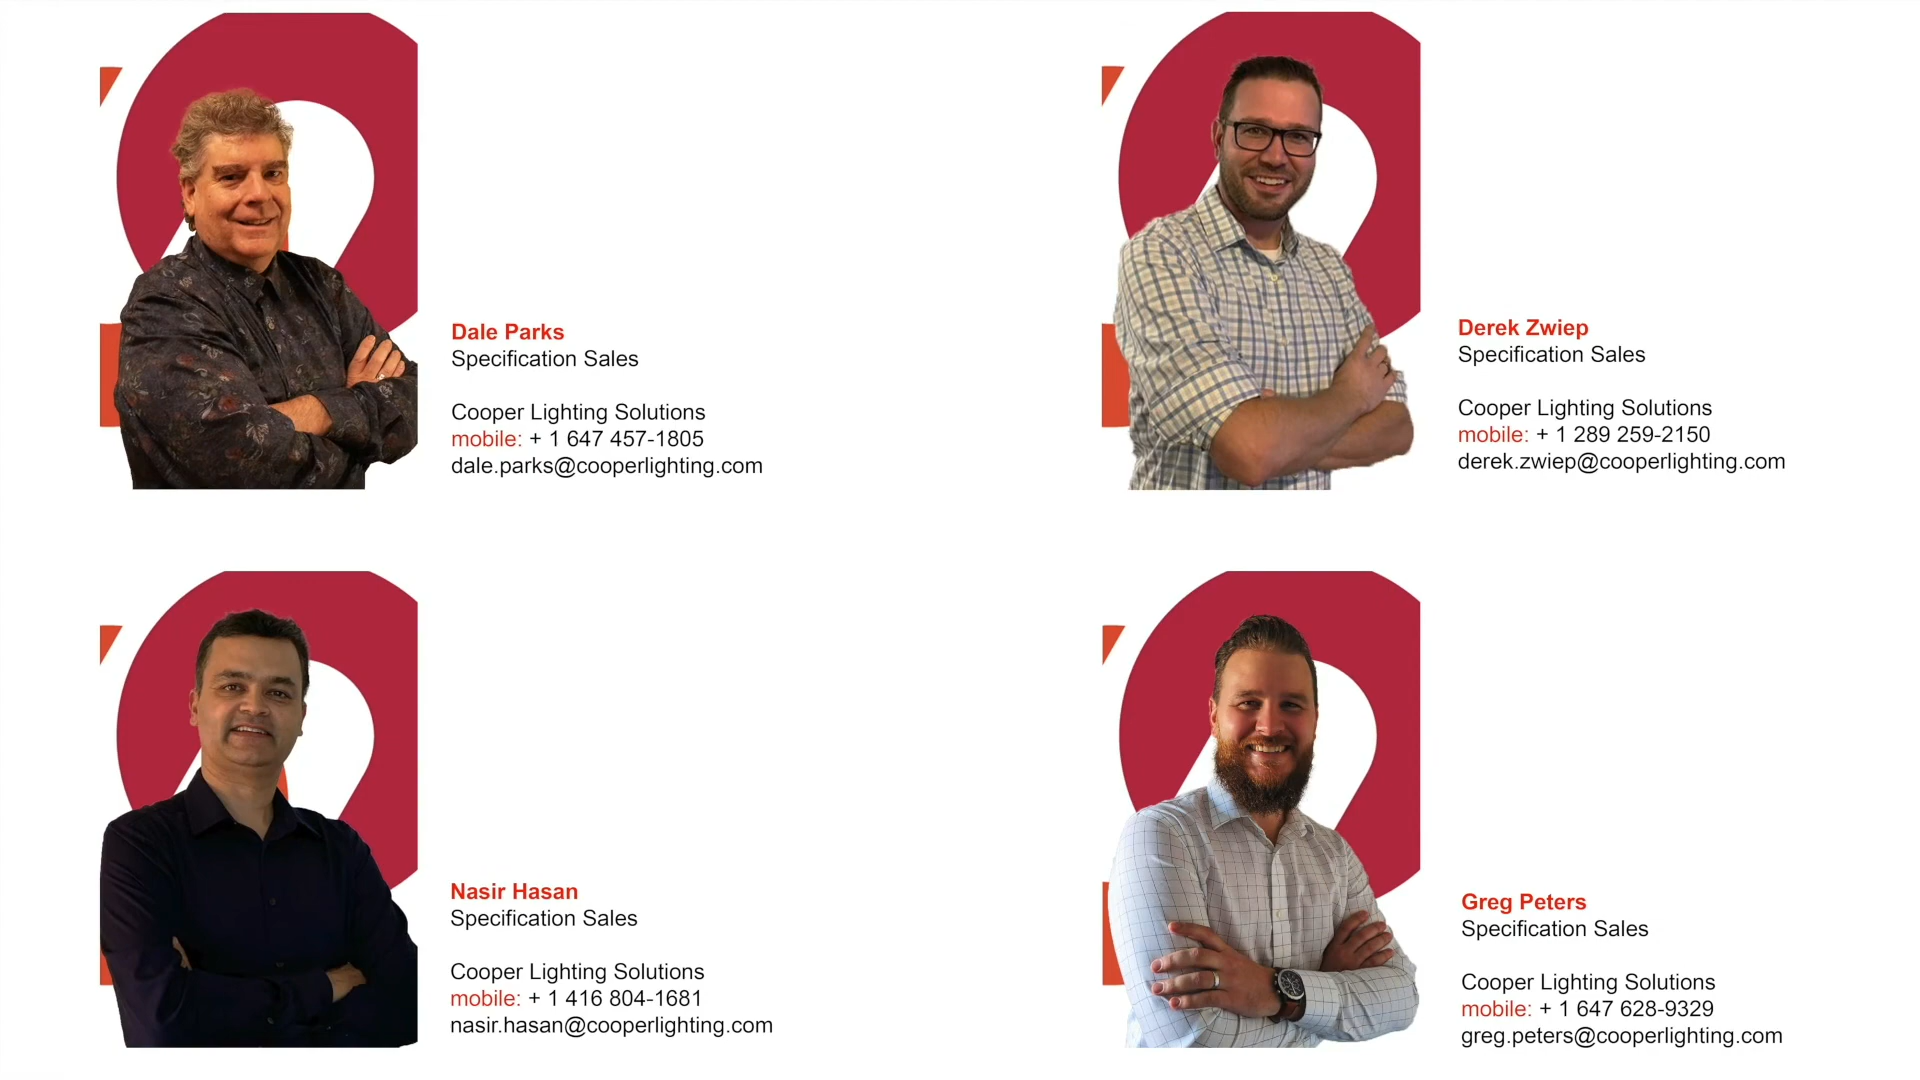 Dale Parks
Specification Sales
Cooper Lighting Solutions
mobile: + 1 647 457-1805
dale.parks@cooperlighting.com
Derek Zwiep
Specification Sales
Cooper Lighting Solutions
mobile: + 1 289 259-2150
derek.zwiep@cooperlighting.com
Nasir Hasan
Specification Sales
Cooper Lighting Solutions
mobile: + 1 416 804-1681
nasir.hasan@cooperlighting.com
Greg Peters
Specification Sales
Cooper Lighting Solutions
mobile: + 1 647 628-9329
greg.peters@cooperlighting.com